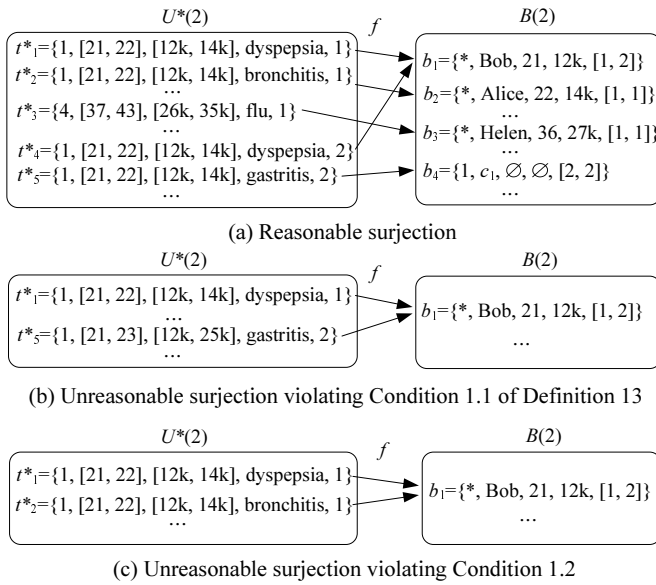 U*(2) f B(2)
t*₁={1, [21, 22], [12k, 14k], dyspepsia, 1}
t*₂={1, [21, 22], [12k, 14k], bronchitis, 1}
...
t*₃={4, [37, 43], [26k, 35k], flu, 1}
...
t*₄={1, [21, 22], [12k, 14k], dyspepsia, 2}
t*₅={1, [21, 22], [12k, 14k], gastritis, 2}
...
b₁={*, Bob, 21, 12k, [1, 2]}
b₂={*, Alice, 22, 14k, [1, 1]}
...
b₃={*, Helen, 36, 27k, [1, 1]}
...
b₄={1, c₁, ∅, ∅, [2, 2]}
...
(a) Reasonable surjection
U*(2) f B(2)
t*₁={1, [21, 22], [12k, 14k], dyspepsia, 1}
...
t*₅={1, [21, 23], [12k, 25k], gastritis, 2}
...
b₁={*, Bob, 21, 12k, [1, 2]}
...
(b) Unreasonable surjection violating Condition 1.1 of Definition 13
U*(2) f B(2)
t*₁={1, [21, 22], [12k, 14k], dyspepsia, 1}
t*₂={1, [21, 22], [12k, 14k], bronchitis, 1}
...
b₁={*, Bob, 21, 12k, [1, 2]}
...
(c) Unreasonable surjection violating Condition 1.2